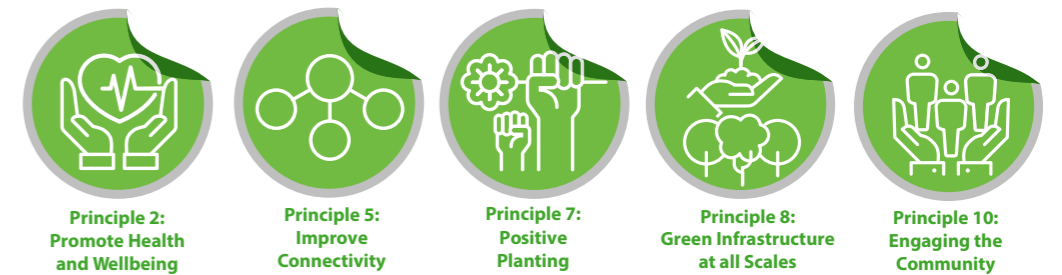 Principle 2:
Promote Health
and Wellbeing
Principle 5:
Improve
Connectivity
Principle 7:
Positive
Planting
Principle 8:
Green Infrastructure
at all Scales
Principle 10:
Engaging the
Community